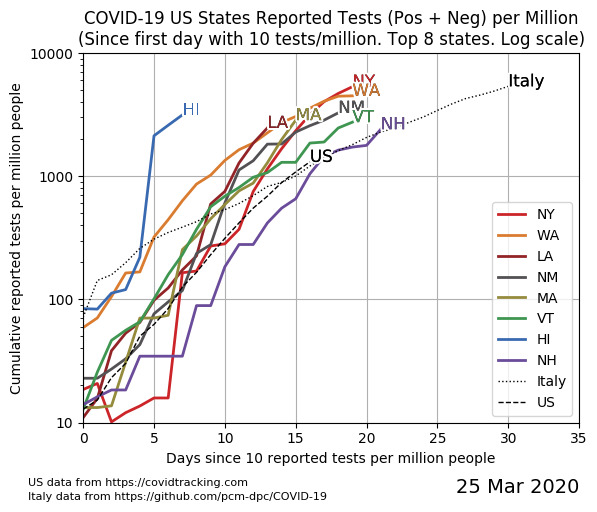 COVID-19 US States Reported Tests (Pos + Neg) per Million
(Since first day with 10 tests/million. Top 8 states. Log scale)
Cumulative reported tests per million people
10000
1000
100
10
HI
LA
MA
NY
WA
NM
VT
NH
US
Italy
NY
WA
LA
NM
MA
VT
HI
NH
Italy
US
0 5 10 15 20 25 30 35
Days since 10 reported tests per million people
US data from https://covidtracking.com
Italy data from https://github.com/pcm-dpc/COVID-19
25 Mar 2020